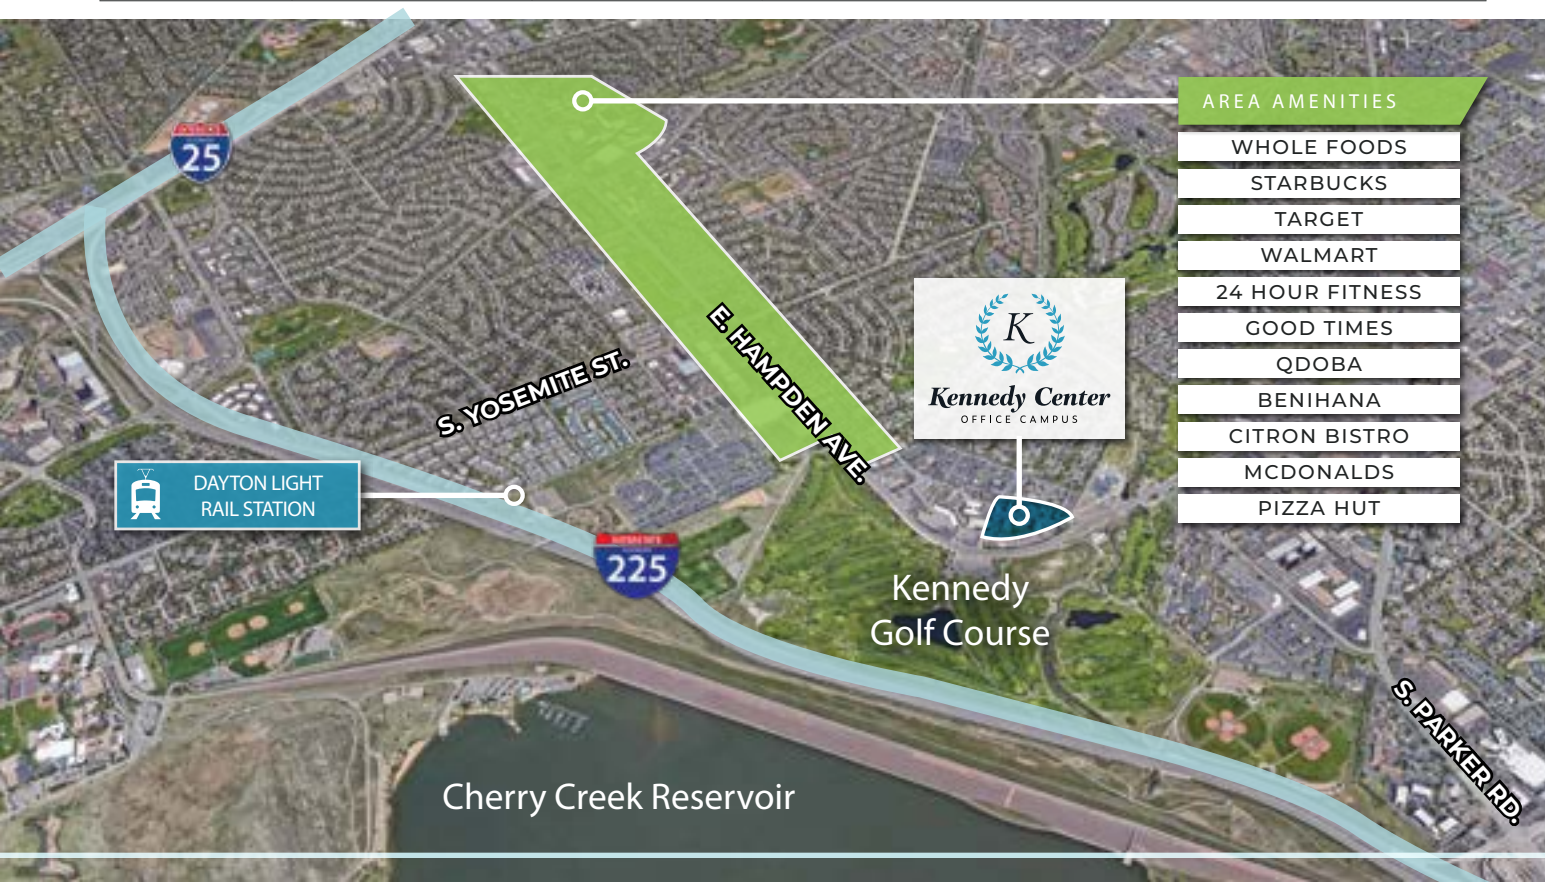 25
AREA AMENITIES
WHOLE FOODS
STARBUCKS
TARGET
WALMART
24 HOUR FITNESS
GOOD TIMES
QDOBA
BENIHANA
CITRON BISTRO
MCDONALDS
PIZZA HUT
E. HAMPDEN AVE.
S. YOSEMITE ST.
K
Kennedy Center
OFFICE CAMPUS
DAYTON LIGHT
RAIL STATION
225
Kennedy
Golf Course
S. PARKER RD.
Cherry Creek Reservoir